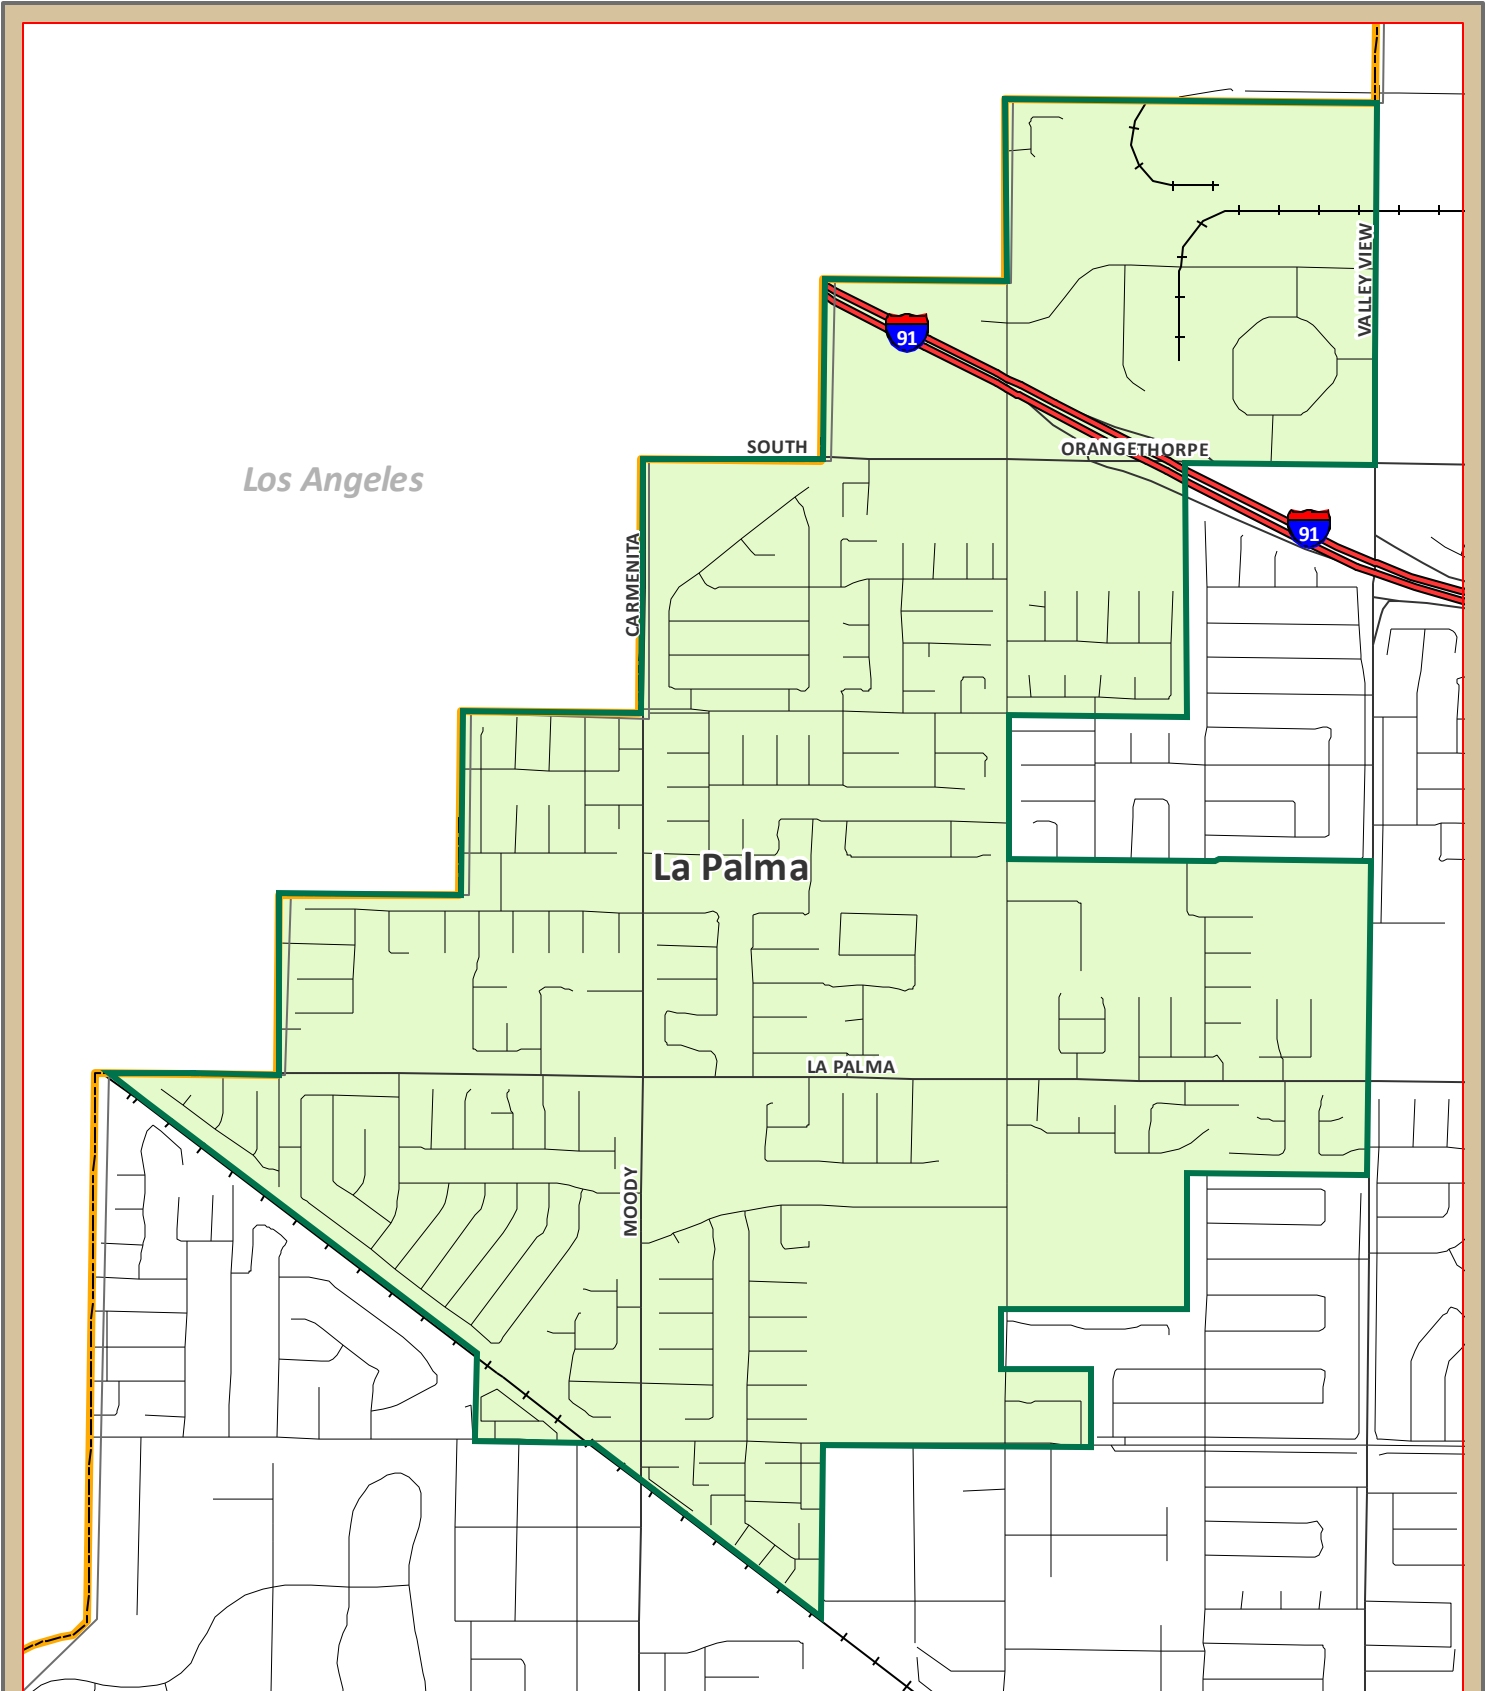 VALLEY VIEW
91
SOUTH
ORANGETHORPE
Los Angeles
91
CARMENITA
La Palma
LA PALMA
MOODY